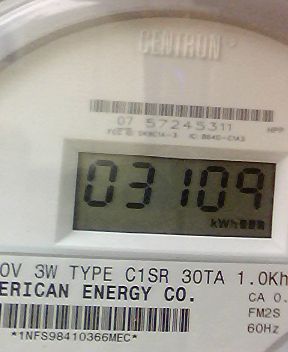 CENTRON
07 57245311
HPP
03109
kWh
0V 3W TYPE C1SR 30TA 1.0Kh
ERICAN ENERGY CO.
CA 0.
FM2S
60Hz
*1NFS98410366MEC*